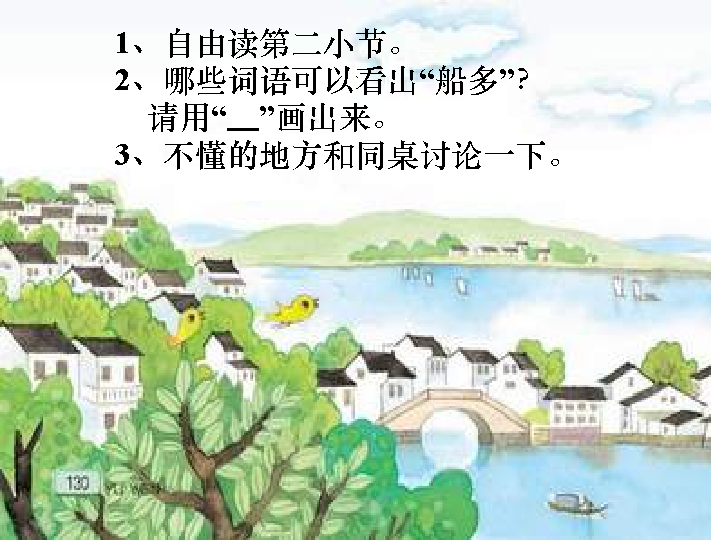 1、自由读第二小节。
2、哪些词语可以看出“船多”?
请用“__”画出来。
3、不懂的地方和同桌讨论一下。
130